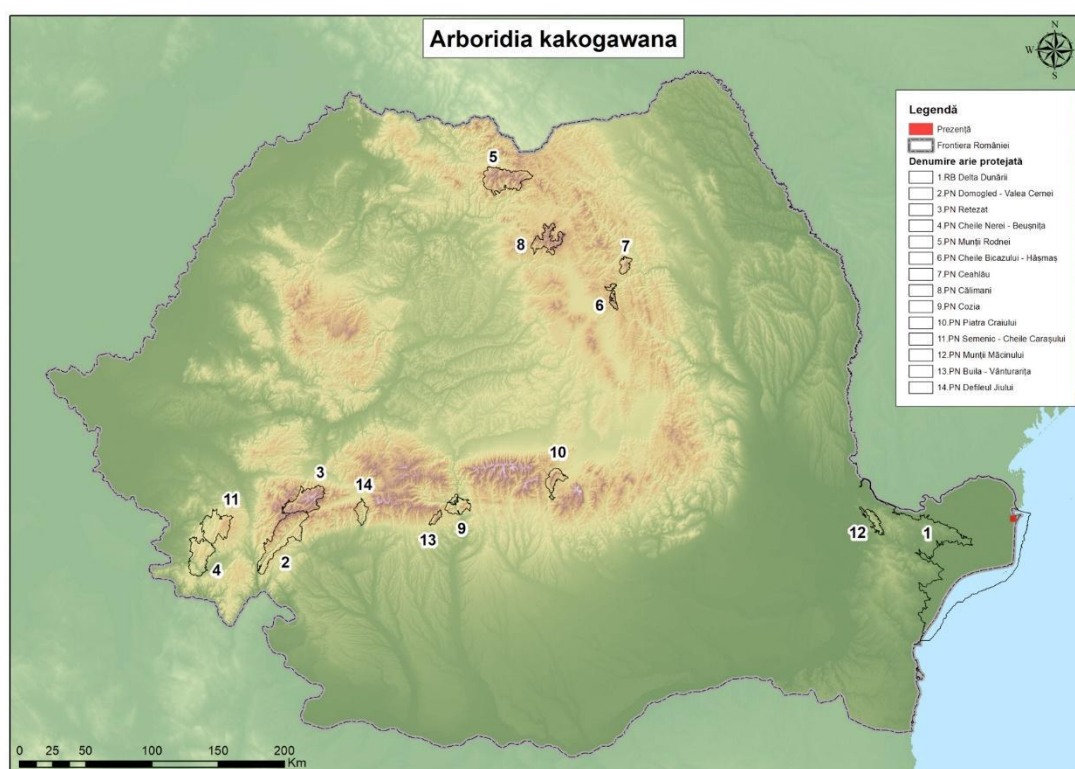 Arboridia kakogawana
N
W
E
S
Legendă
Prezență
Frontiera României
Denumire arie protejată
1.RB Delta Dunării
2.PN Domogled - Valea Cernei
3.PN Retezat
4.PN Cheile Nerei - Beușnița
5.PN Munții Rodnei
6.PN Cheile Bicazului - Hășmaș
7.PN Ceahlău
8.PN Călimani
9.PN Cozia
10.PN Piatra Craiului
11.PN Semenic - Cheile Carașului
12.PN Munții Măcinului
13.PN Buila - Vânturarița
14.PN Defileul Jiului
5
8
7
6
10
3
14
11
9
13
12
1
4
2
0 25 50 100 150 200
Km